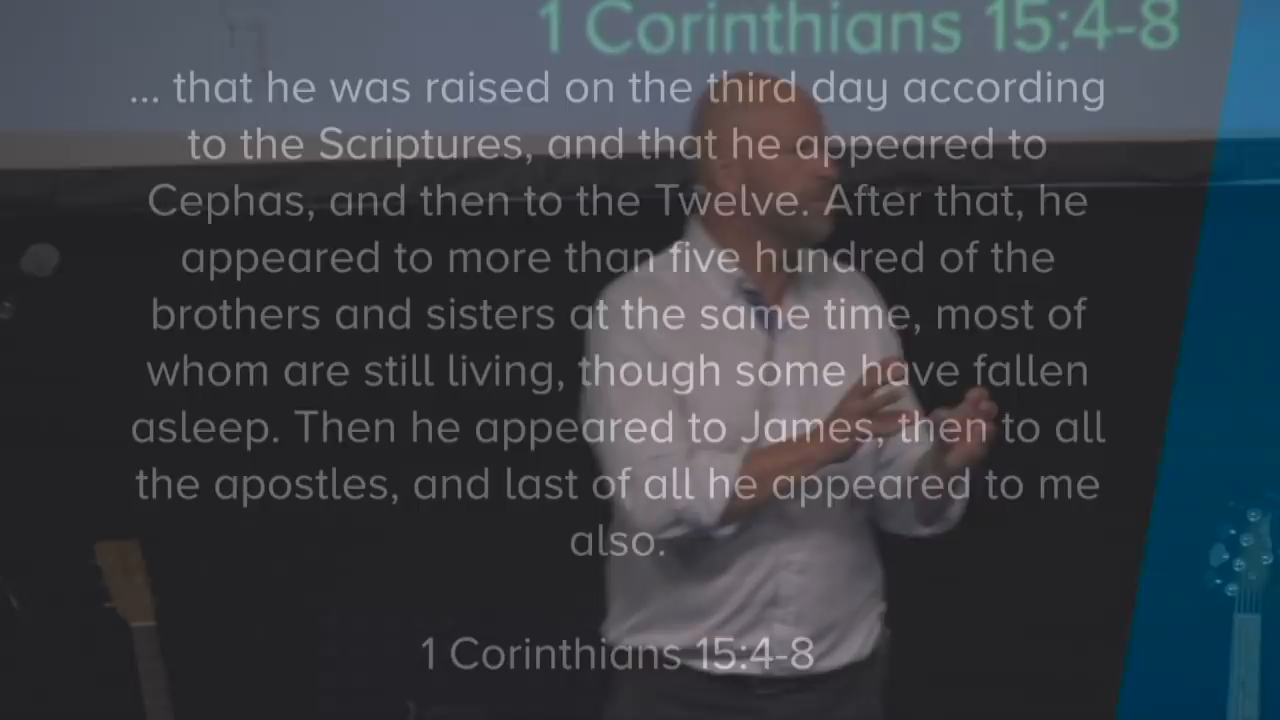 1 Corinthians 15:4-8
... that he was raised on the third day according
to the Scriptures, and that he appeared to
Cephas, and then to the Twelve. After that, he
appeared to more than five hundred of the
brothers and sisters at the same time, most of
whom are still living, though some have fallen
asleep. Then he appeared to James, then to all
the apostles, and last of all he appeared to me
also.
1 Corinthians 15:4-8